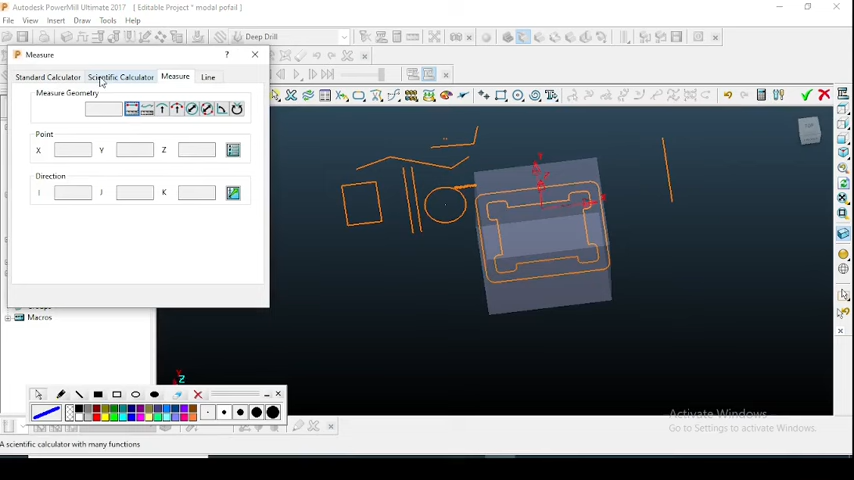 Autodesk PowerMill Ultimate 2017 - [ Editable Project * modal pofail ]
File View Insert Draw Tools Help
Deep Drill
Measure ?
Standard Calculator Scientific Calculator Measure Line
Measure Geometry
Point
X Y Z
Direction
I J K
TOP
Macros
Z
Activate Windows
Go to Settings to activate Windows.
A scientific calculator with many functions